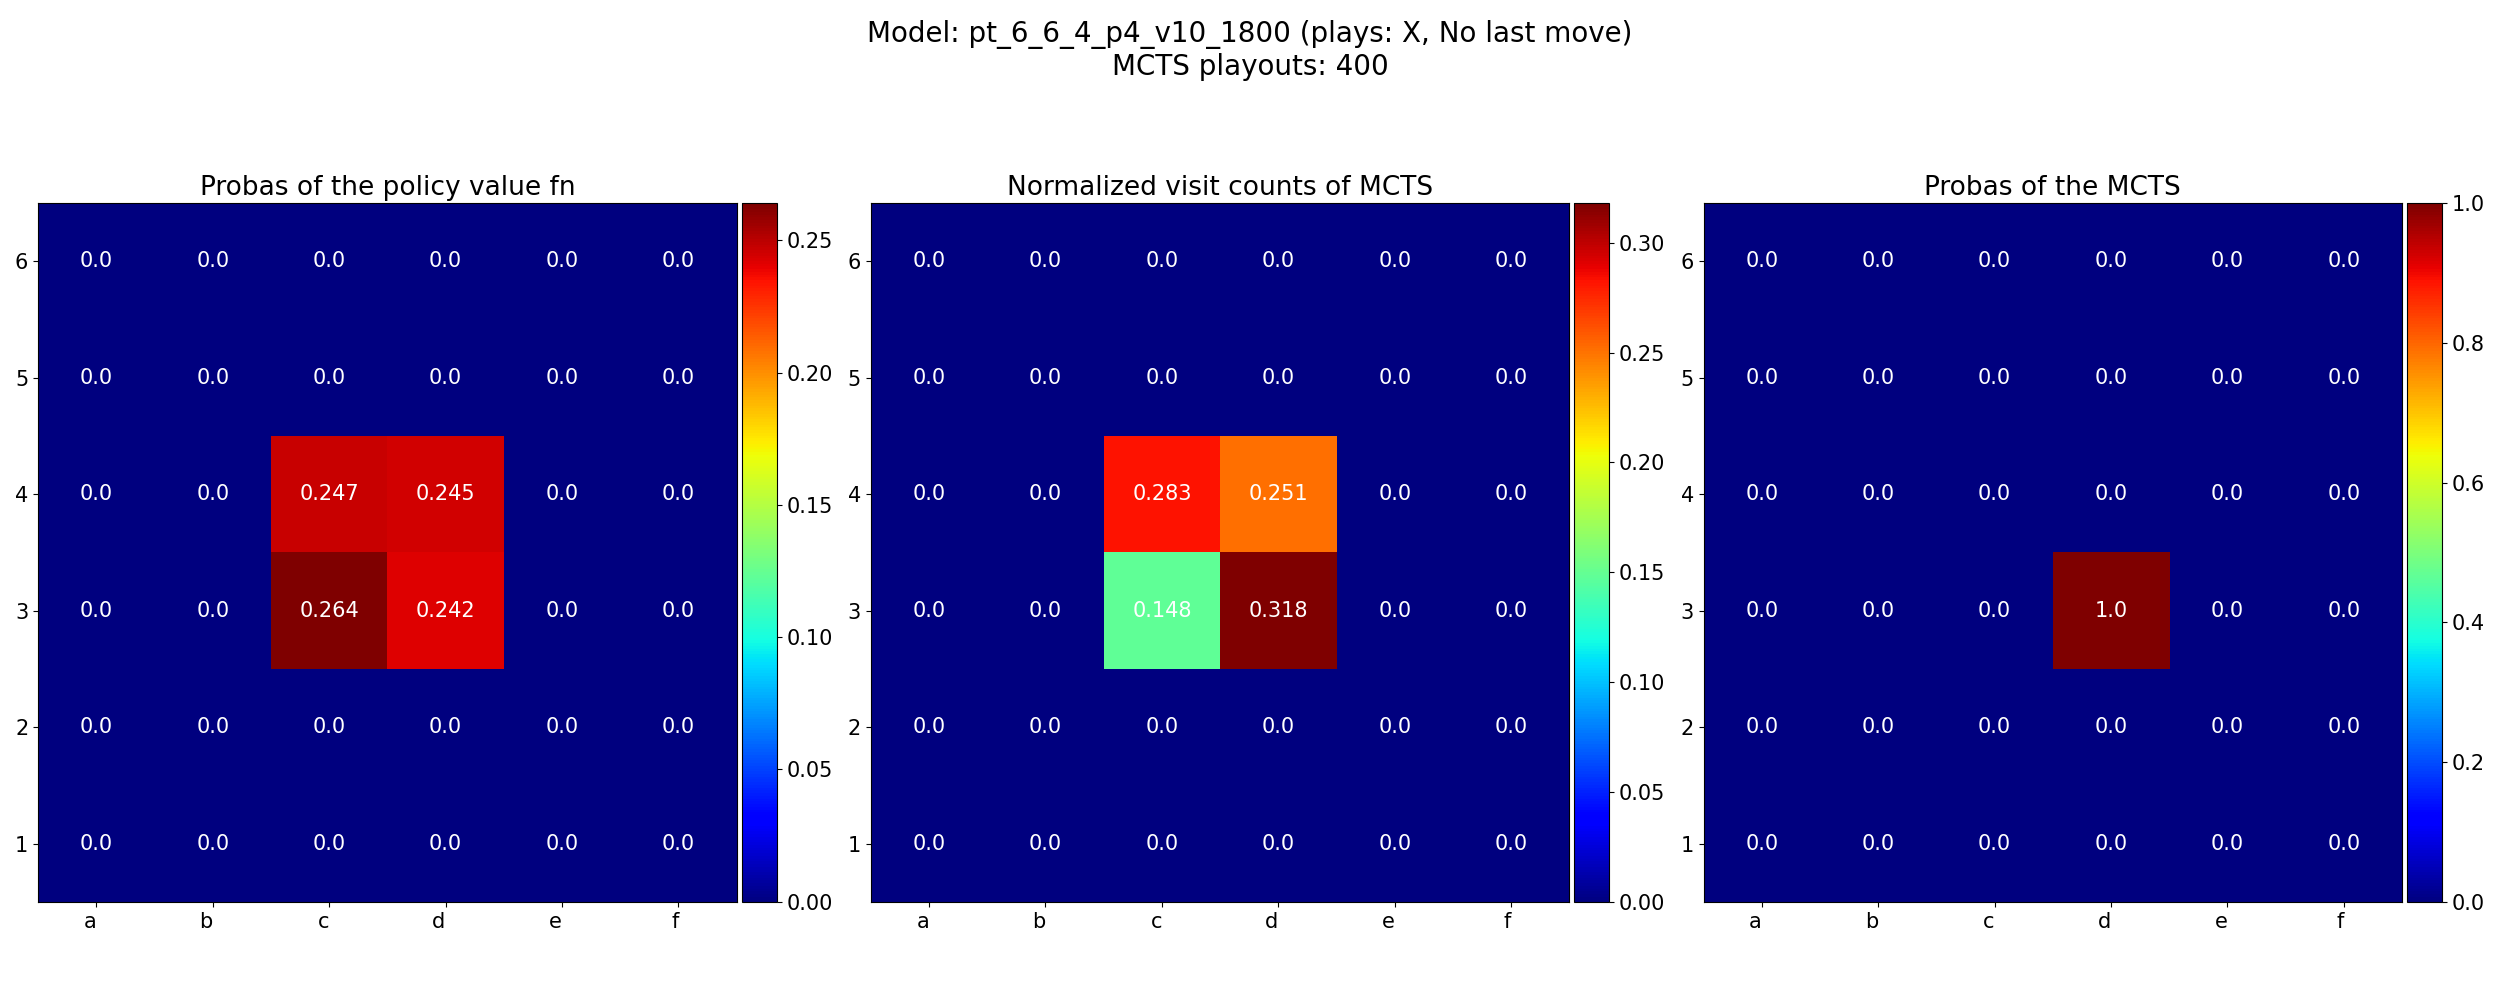 Model: pt_6_6_4_p4_v10_1800 (plays: X, No last move)
MCTS playouts: 400
Probas of the policy value fn
6 0.0 0.0 0.0 0.0 0.0 0.0
5 0.0 0.0 0.0 0.0 0.0 0.0
4 0.0 0.0 0.247 0.245 0.0 0.0
3 0.0 0.0 0.264 0.242 0.0 0.0
2 0.0 0.0 0.0 0.0 0.0 0.0
1 0.0 0.0 0.0 0.0 0.0 0.0
a b c d e f
0.25
0.20
0.15
0.10
0.05
0.00
Normalized visit counts of MCTS
6 0.0 0.0 0.0 0.0 0.0 0.0
5 0.0 0.0 0.0 0.0 0.0 0.0
4 0.0 0.0 0.283 0.251 0.0 0.0
3 0.0 0.0 0.148 0.318 0.0 0.0
2 0.0 0.0 0.0 0.0 0.0 0.0
1 0.0 0.0 0.0 0.0 0.0 0.0
a b c d e f
0.30
0.25
0.20
0.15
0.10
0.05
0.00
Probas of the MCTS
6 0.0 0.0 0.0 0.0 0.0 0.0
5 0.0 0.0 0.0 0.0 0.0 0.0
4 0.0 0.0 0.0 0.0 0.0 0.0
3 0.0 0.0 0.0 1.0 0.0 0.0
2 0.0 0.0 0.0 0.0 0.0 0.0
1 0.0 0.0 0.0 0.0 0.0 0.0
a b c d e f
1.0
0.8
0.6
0.4
0.2
0.0